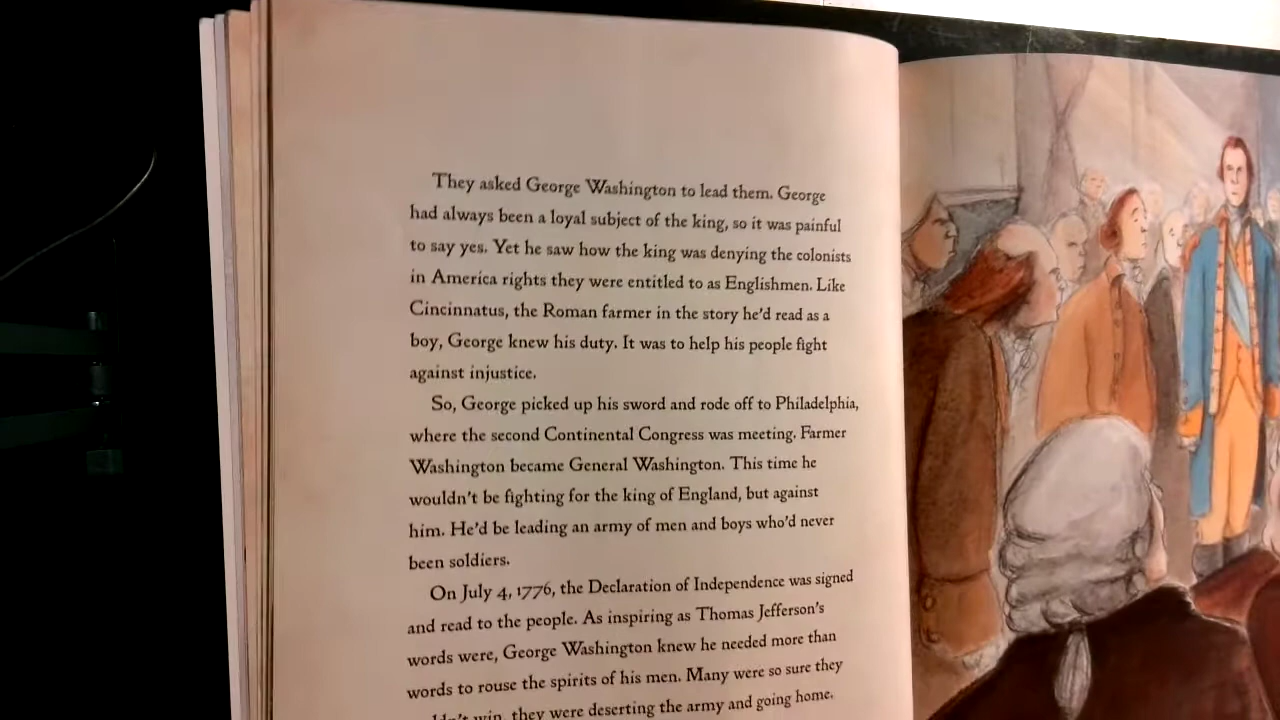 They asked George Washington to lead them. George
had always been a loyal subject of the king, so it was painful
to say yes. Yet he saw how the king was denying the colonists
in America rights they were entitled to as Englishmen. Like
Cincinnatus, the Roman farmer in the story he'd read as a
boy, George knew his duty. It was to help his people fight
against injustice.
So, George picked up his sword and rode off to Philadelphia,
where the second Continental Congress was meeting. Farmer
Washington became General Washington. This time he
wouldn't be fighting for the king of England, but against
him. He'd be leading an army of men and boys who'd never
been soldiers.
On July 4, 1776, the Declaration of Independence was signed
and read to the people. As inspiring as Thomas Jefferson's
words were, George Washington knew he needed more than
words to rouse the spirits of his men. Many were so sure they
win, they were deserting the army and going home.